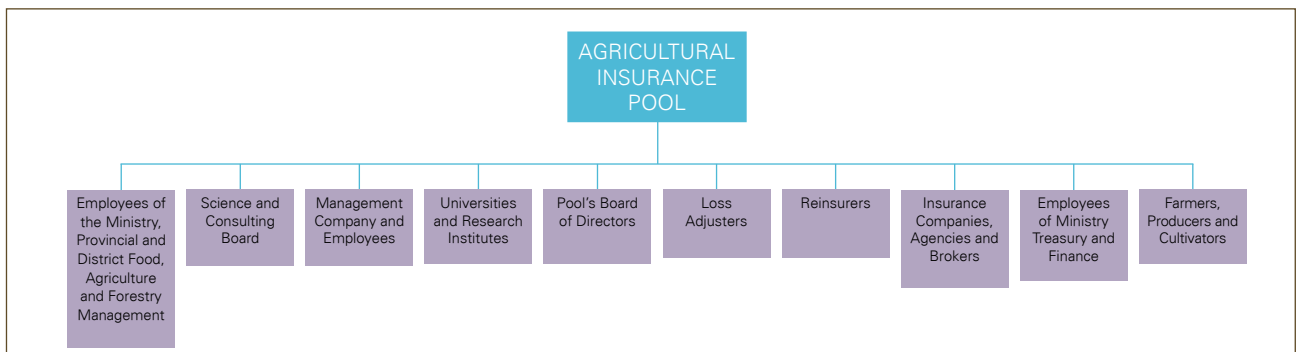 AGRICULTURAL
INSURANCE
POOL
Employees of
the Ministry,
Provincial and
District Food,
Agriculture
and Forestry
Management
Science and
Consulting
Board
Management
Company and
Employees
Universities
and Research
Institutes
Pool's Board
of Directors
Loss
Adjusters
Reinsurers
Insurance
Companies,
Agencies and
Brokers
Employees
of Ministry
Treasury and
Finance
Farmers,
Producers and
Cultivators